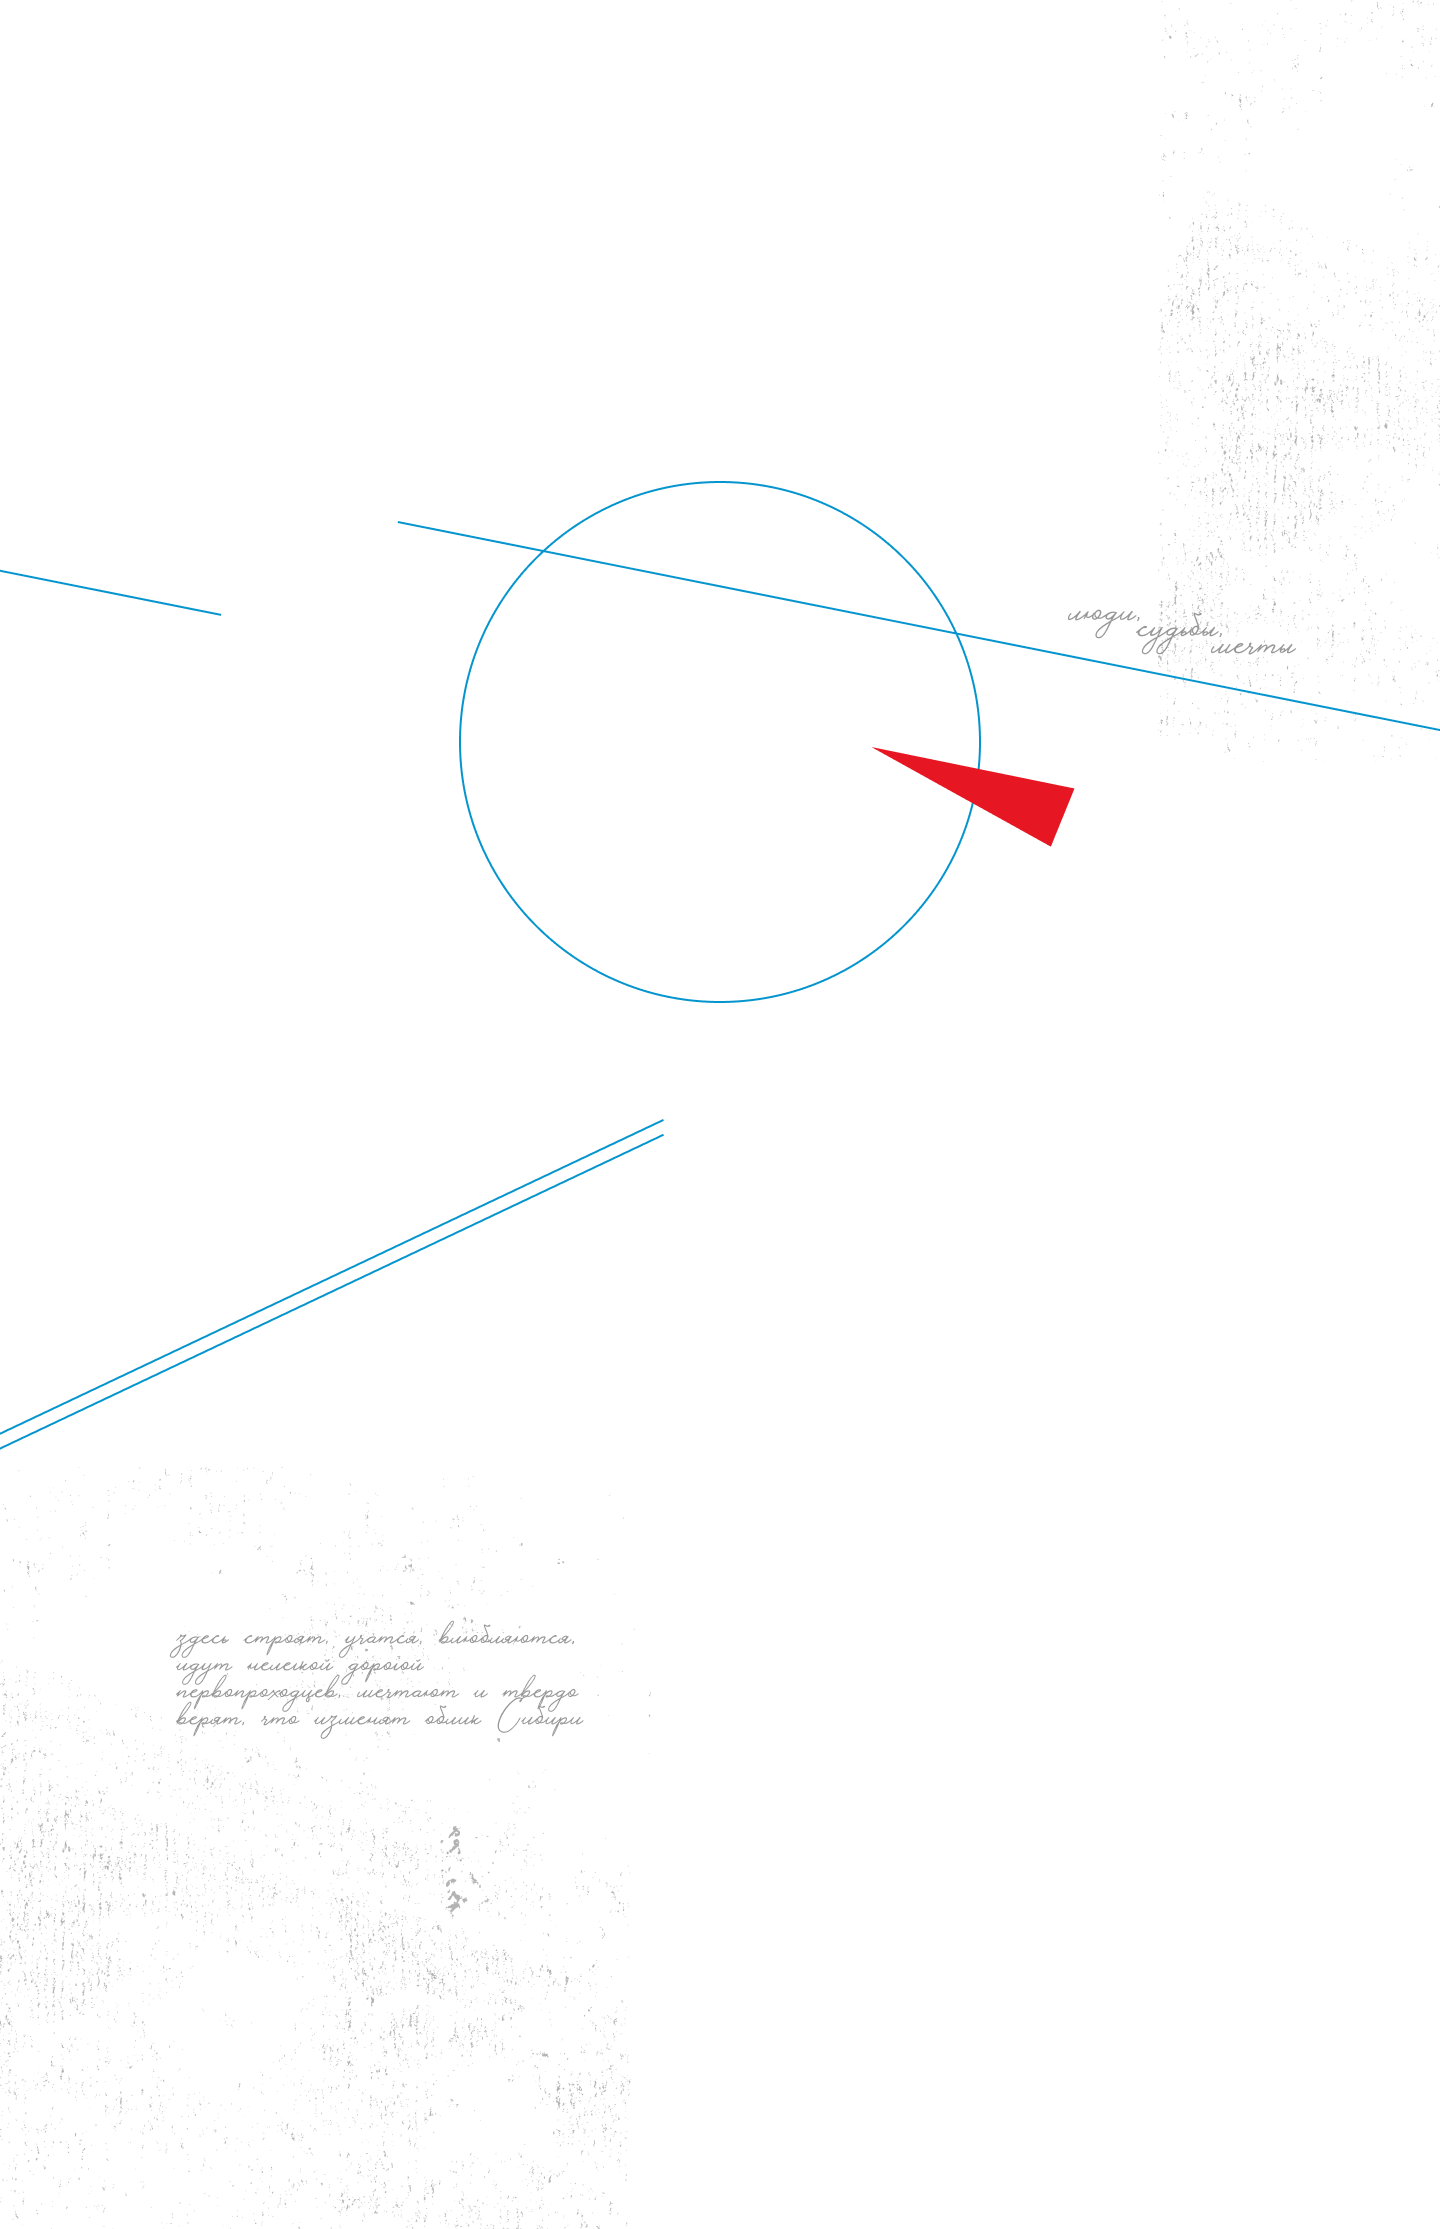 люди,
судьбы,
мечты
здесь строят, учатся, влюбляются,
идут нелегкой дорогой
первопроходцев, мечтают и твердо
верят, что изменят облик Сибири